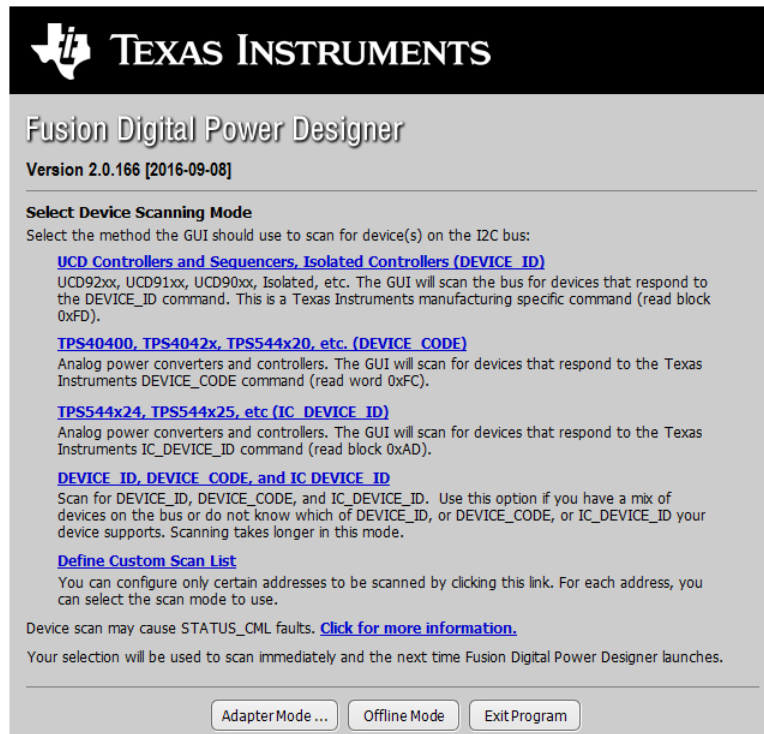 TEXAS INSTRUMENTS
Fusion Digital Power Designer
Version 2.0.166 [2016-09-08]
Select Device Scanning Mode
Select the method the GUI should use to scan for device(s) on the I2C bus:
UCD Controllers and Sequencers, Isolated Controllers (DEVICE_ID)
UCD92xx, UCD91xx, UCD90xx, Isolated, etc. The GUI will scan the bus for devices that respond to
the DEVICE_ID command. This is a Texas Instruments manufacturing specific command (read block
0xFD).
TPS40400, TPS4042x, TPS544x20, etc. (DEVICE_CODE)
Analog power converters and controllers. The GUI will scan for devices that respond to the Texas
Instruments DEVICE_CODE command (read word 0xFC).
TPS544x24, TPS544x25, etc (IC_DEVICE_ID)
Analog power converters and controllers. The GUI will scan for devices that respond to the Texas
Instruments IC_DEVICE_ID command (read block 0xAD).
DEVICE_ID, DEVICE_CODE, and IC DEVICE_ID
Scan for DEVICE_ID, DEVICE_CODE, and IC_DEVICE_ID. Use this option if you have a mix of
devices on the bus or do not know which of DEVICE_ID, or DEVICE_CODE, or IC_DEVICE_ID your
device supports. Scanning takes longer in this mode.
Define Custom Scan List
You can configure only certain addresses to be scanned by clicking this link. For each address, you
can select the scan mode to use.
Device scan may cause STATUS_CML faults. Click for more information.
Your selection will be used to scan immediately and the next time Fusion Digital Power Designer launches.
Adapter Mode ... Offline Mode Exit Program